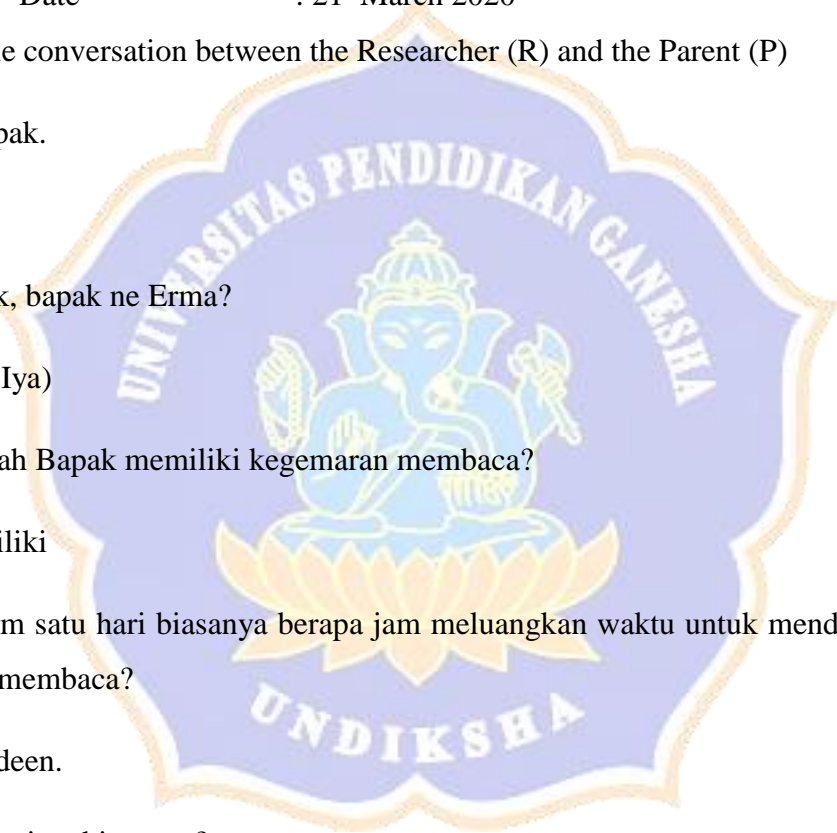 Date : 21 March 2020
e conversation between the Researcher (R) and the Parent (P)
pak.
UNIVERSITAS PENDIDIKAN GANESHA
k, bapak ne Erma?
Iya)
ah Bapak memiliki kegemaran membaca?
iliki
m satu hari biasanya berapa jam meluangkan waktu untuk mend
membaca?
UNDIKSHA
deen.